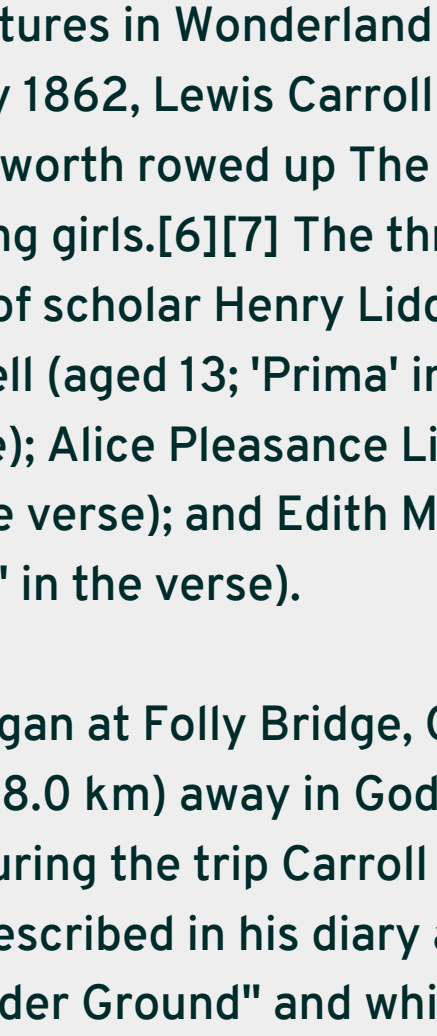 tures in Wonderland
y 1862, Lewis Carroll
worth rowed up The
ng girls.[6][7] The thr
of scholar Henry Lidd
ell (aged 13; 'Prima' in
e); Alice Pleasance Li
e verse); and Edith M
' in the verse).

gan at Folly Bridge, O
8.0 km) away in God
uring the trip Carroll
escribed in his diary a
der Ground" and whi